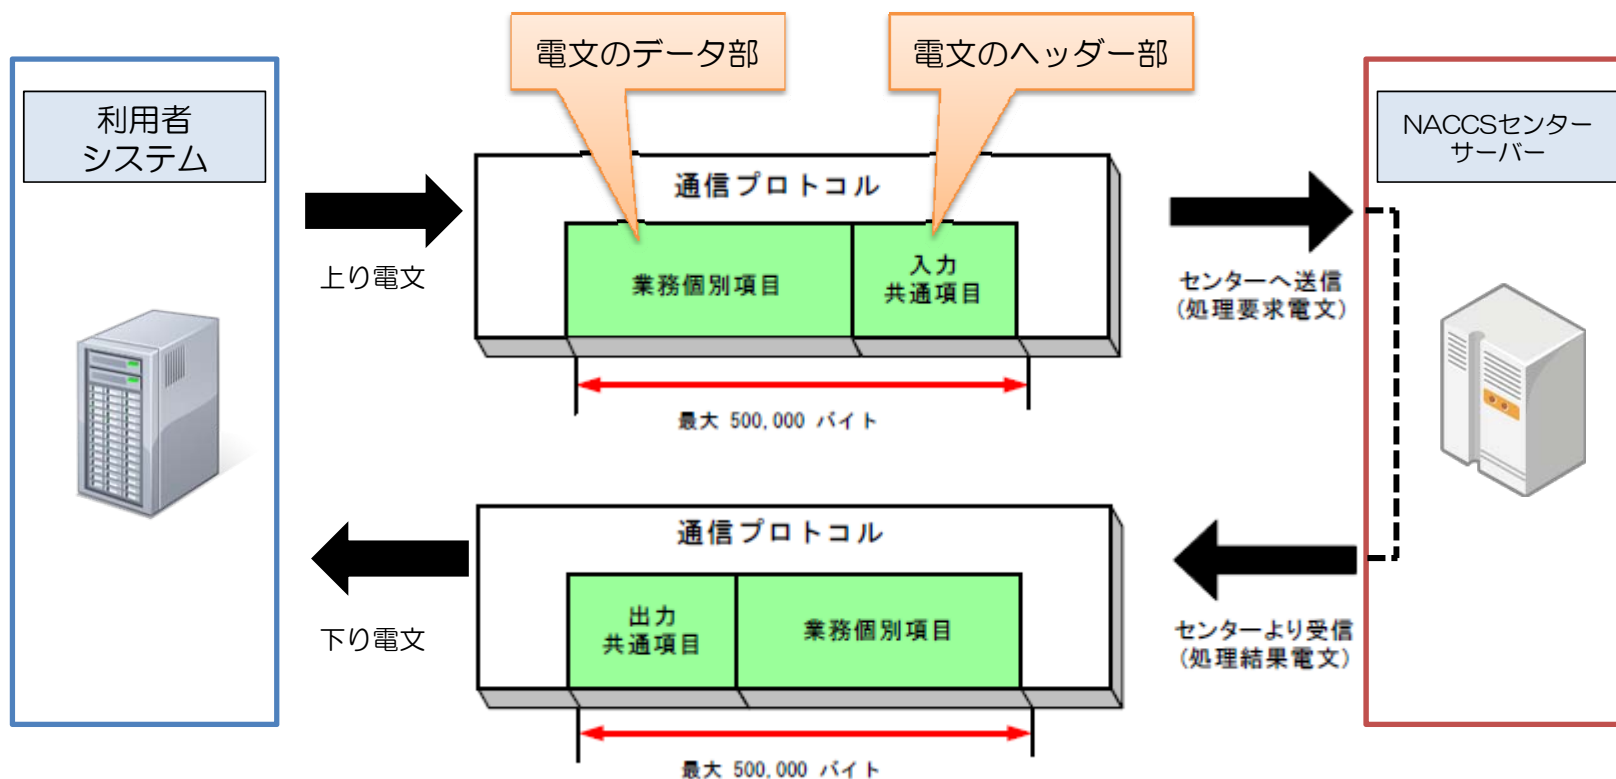 電文のデータ部
電文のヘッダー部
利用者
システム
NACCSセンター
サーバー
通信プロトコル
上り電文
業務個別項目
入力
共通項目
センターへ送信
(処理要求電文)
最大 500,000 バイト
通信プロトコル
下り電文
出力
共通項目
業務個別項目
センターより受信
(処理結果電文)
最大 500,000 バイト